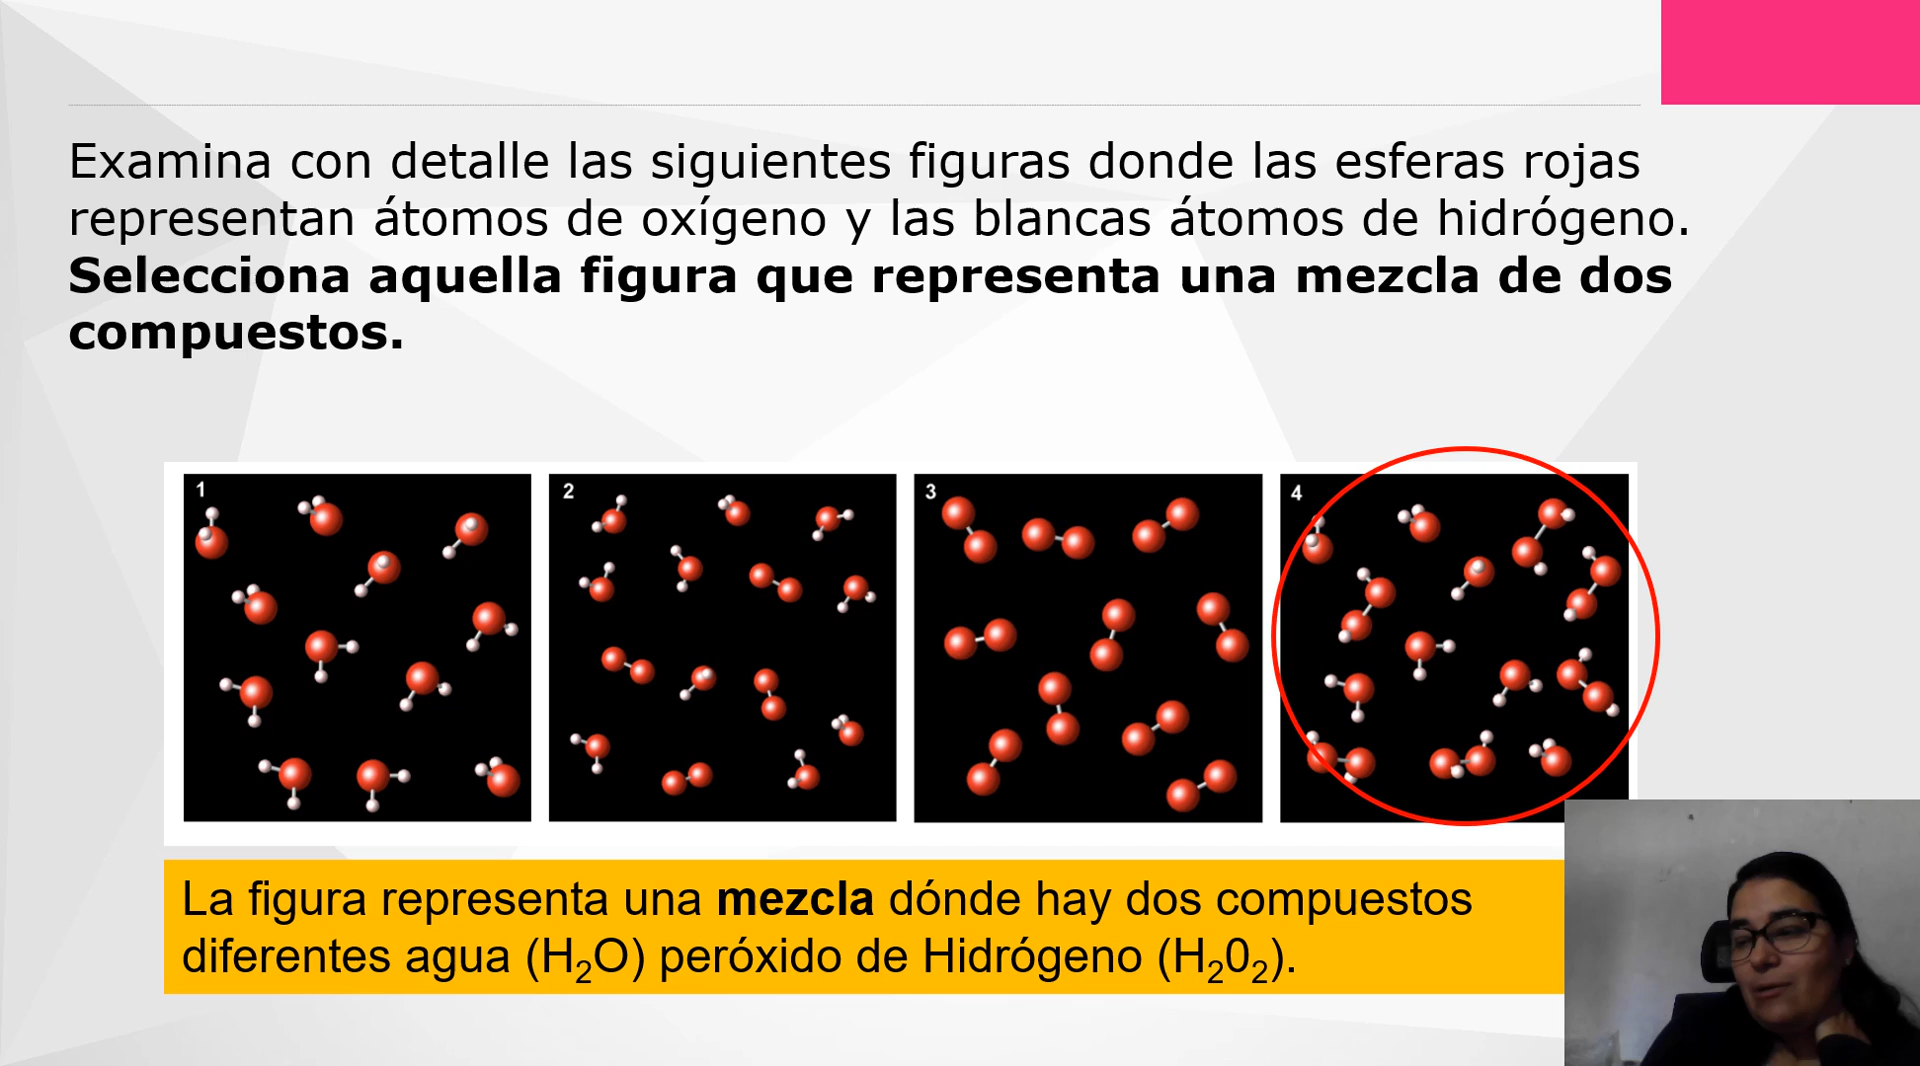 Examina con detalle las siguientes figuras donde las esferas rojas
representan átomos de oxígeno y las blancas átomos de hidrógeno.
Selecciona aquella figura que representa una mezcla de dos
compuestos.
1
2
3
4
La figura representa una mezcla dónde hay dos compuestos
diferentes agua (H₂O) peróxido de Hidrógeno (H₂0₂).